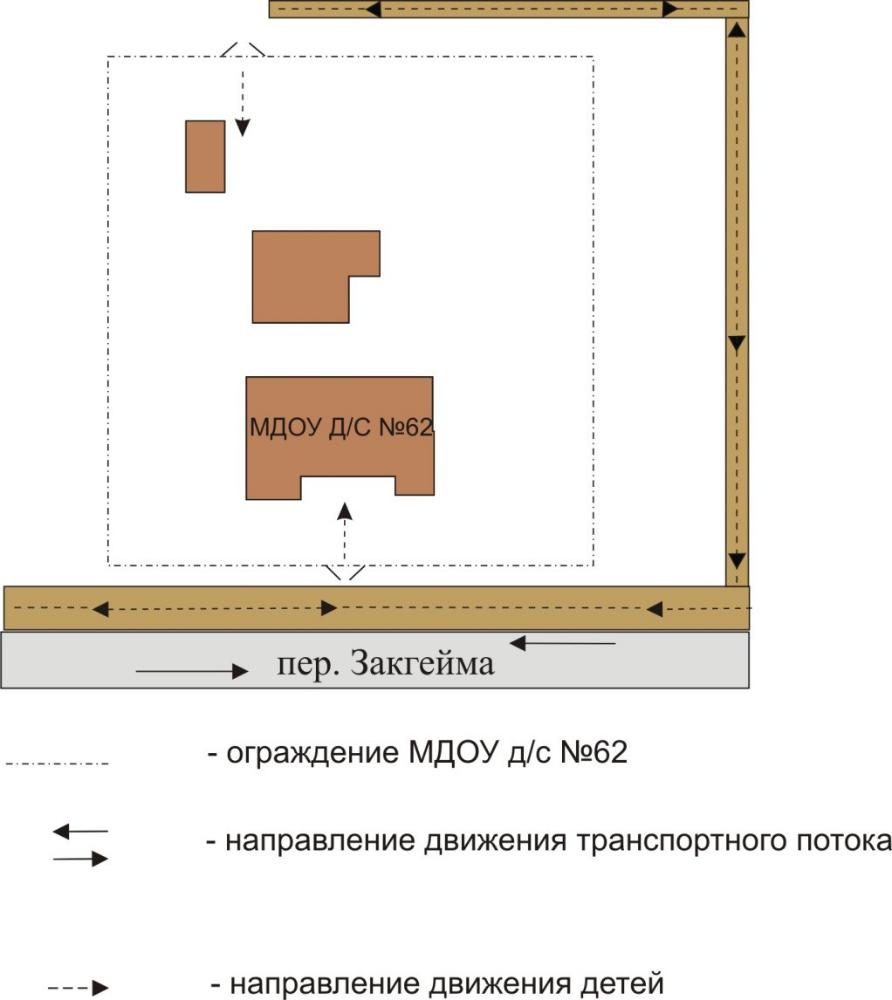 МДОУ Д/С №62
пер. Закгейма
- ограждение МДОУ д/с №62
- направление движения транспортного потока
- направление движения детей